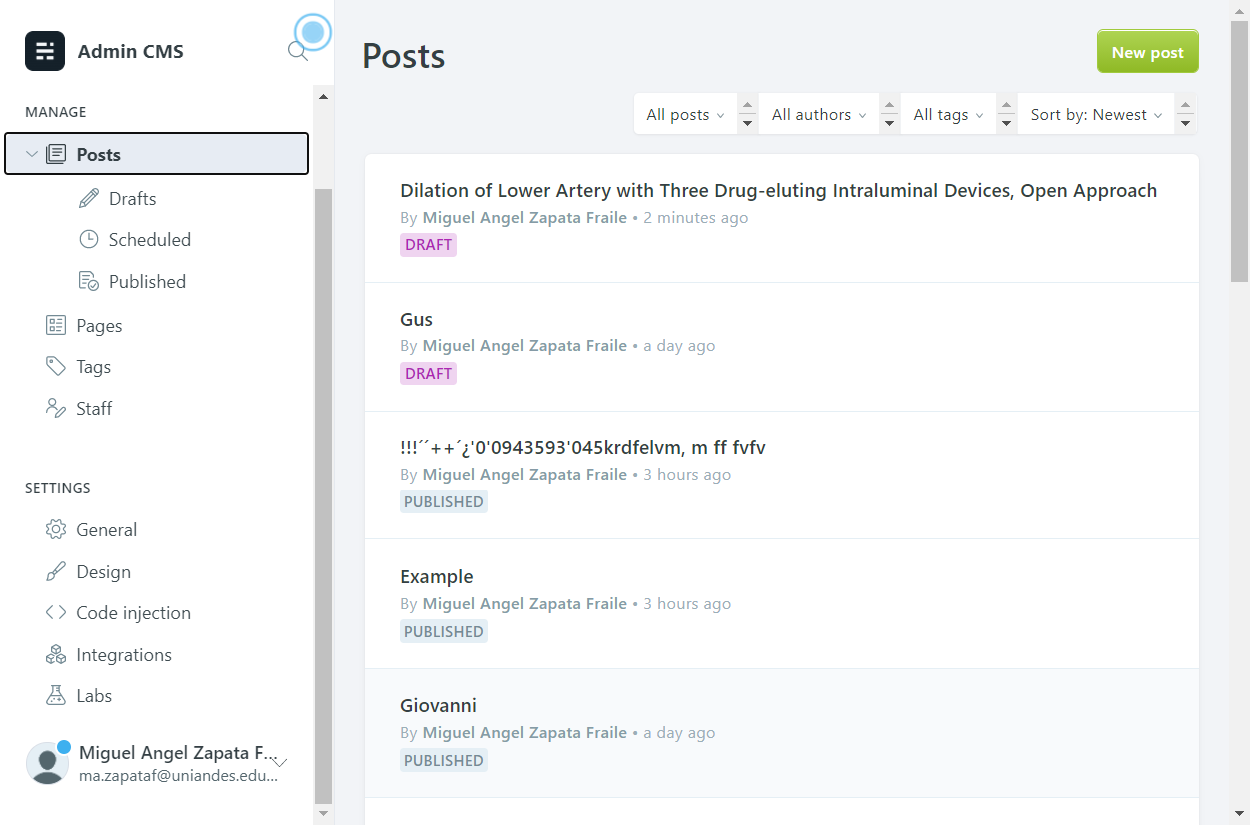 Admin CMS
MANAGE
Posts
Drafts
Scheduled
Published
Pages
Tags
Staff
SETTINGS
General
Design
Code injection
Integrations
Labs
Miguel Angel Zapata F...
ma.zapataf@uniandes.edu...
Posts
New post
All posts
All authors
All tags
Sort by: Newest
Dilation of Lower Artery with Three Drug-eluting Intraluminal Devices, Open Approach
By Miguel Angel Zapata Fraile • 2 minutes ago
DRAFT
Gus
By Miguel Angel Zapata Fraile • a day ago
DRAFT
!!!´´++´¿'0'0943593'045krdfelvm, m ff fvfv
By Miguel Angel Zapata Fraile • 3 hours ago
PUBLISHED
Example
By Miguel Angel Zapata Fraile • 3 hours ago
PUBLISHED
Giovanni
By Miguel Angel Zapata Fraile • a day ago
PUBLISHED